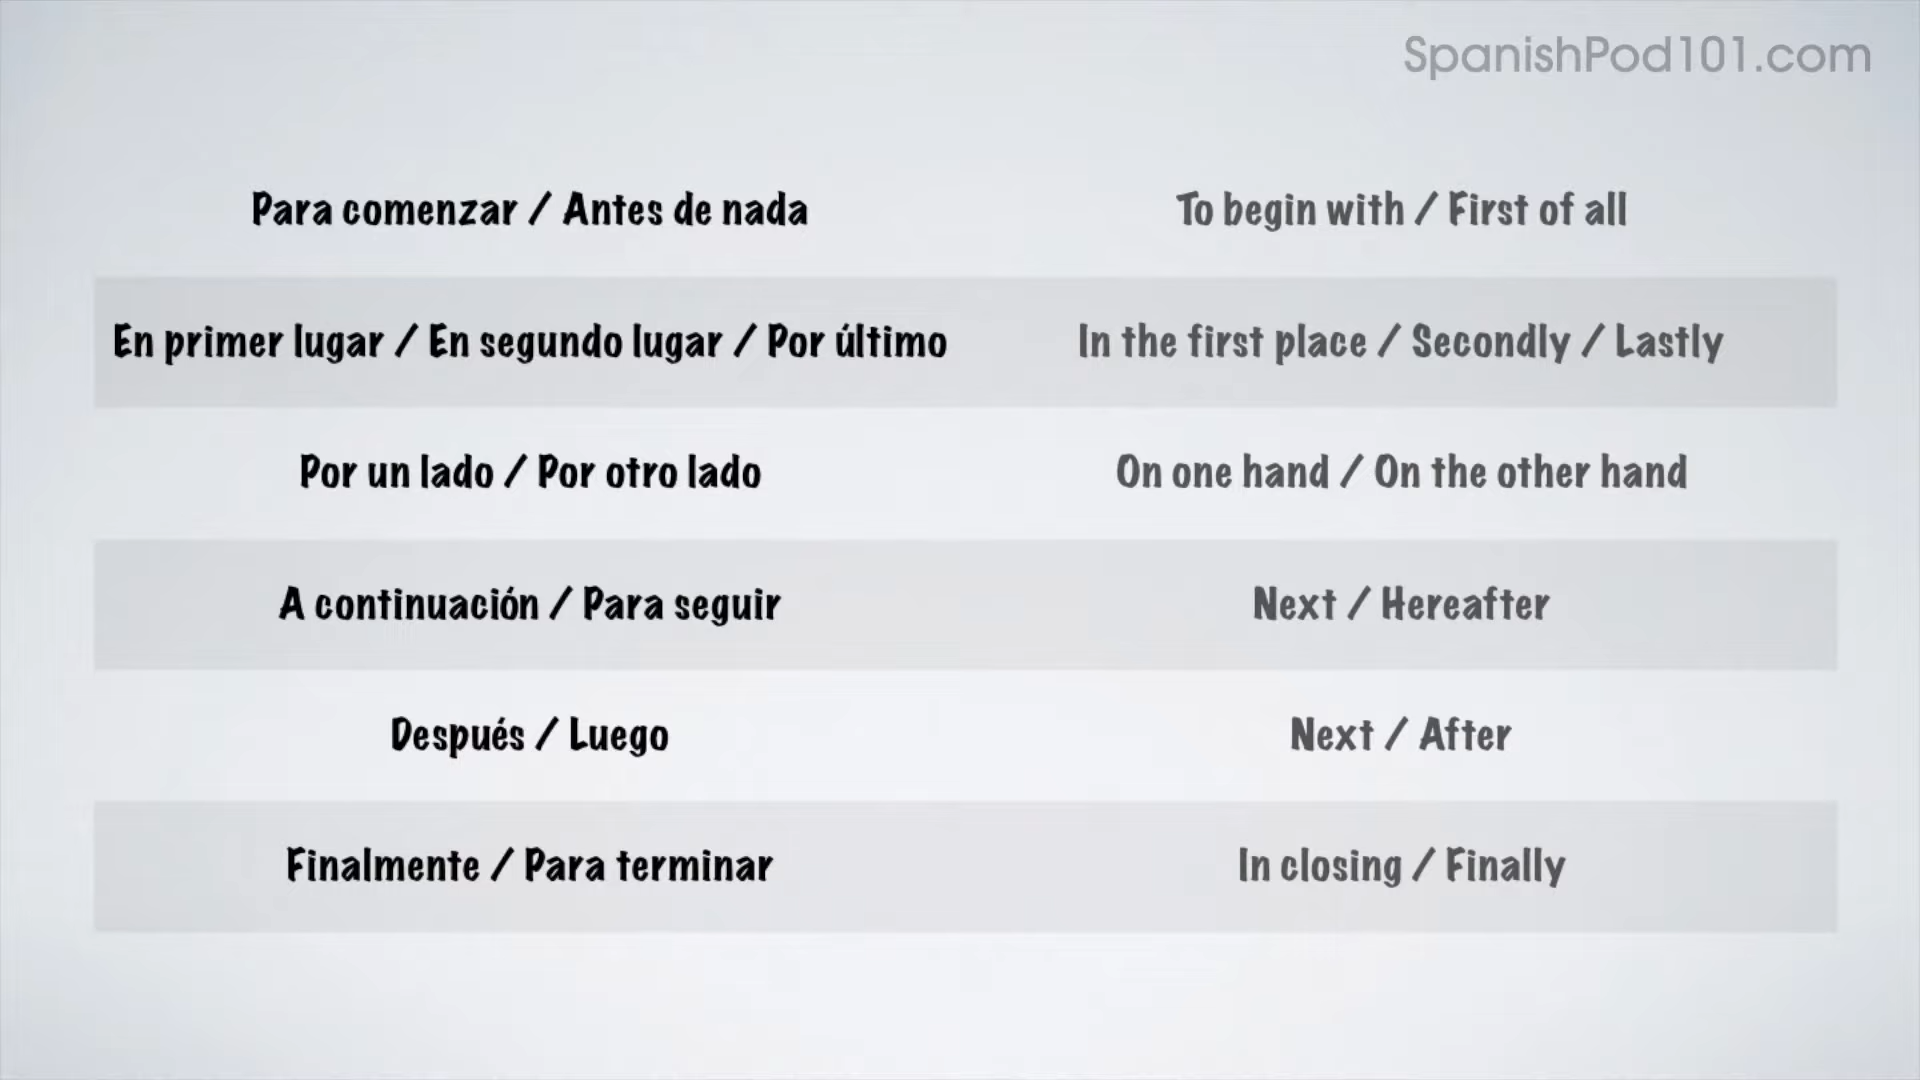 SpanishPod101.com
Para comenzar / Antes de nada To begin with / First of all
En primer lugar / En segundo lugar / Por último In the first place / Secondly / Lastly
Por un lado / Por otro lado On one hand / On the other hand
A continuación / Para seguir Next / Hereafter
Después / Luego Next / After
Finalmente / Para terminar In closing / Finally